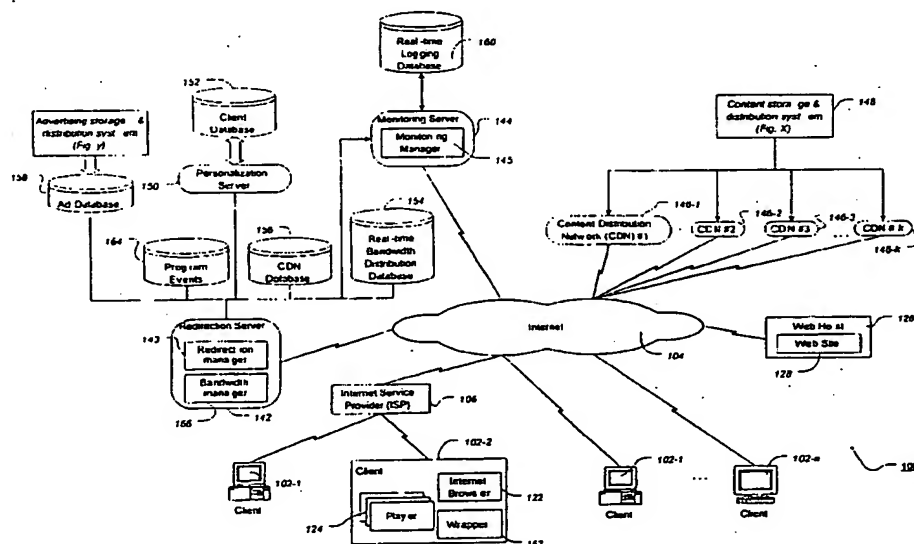 Real-time
Logging
Database
160
152
Client
Database
Advertising storage &
distribution system
(Fig y)
158
Ad Database
150
Personalization
Server
Monitoring Server
144
Monitoring
Manager
145
Content storage &
distribution system
(Fig. X)
148
146-1
Content Distribution
Network (CDN) #1
146-2
CDN #2
146-3
CDN #3
...
CDN # k
146-k
164
Program
Events
156
CDN
Database
154
Real-time
Bandwidth
Distribution
Database
Redirection Server
143
Redirection
manager
Bandwidth
manager
166
142
Internet
104
Web Host
126
Web Site
128
Internet Service
Provider (ISP)
106
102-1
Client
102-2
Client
Internet
Browser
122
124
Player
Wrapper
162
102-1
Client
...
102-n
Client